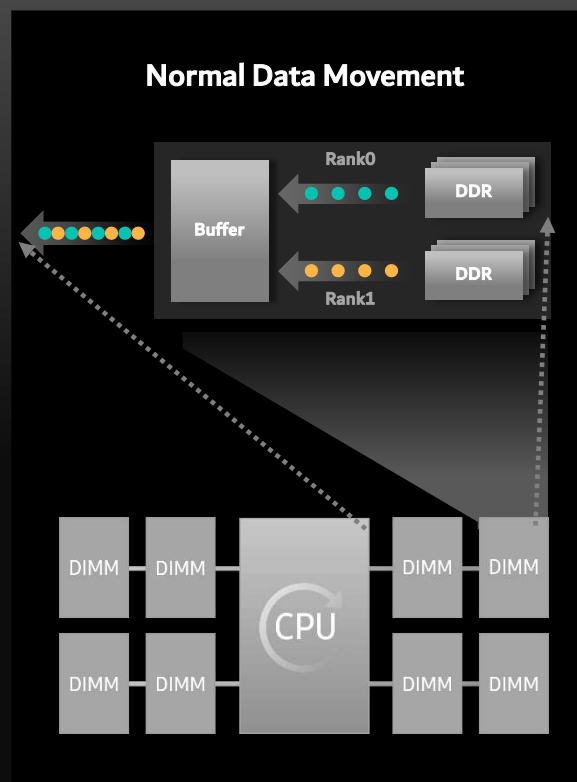 Normal Data Movement
Rank0
DDR
Buffer
DDR
Rank1
DIMM
DIMM
DIMM
DIMM
CPU
DIMM
DIMM
DIMM
DIMM